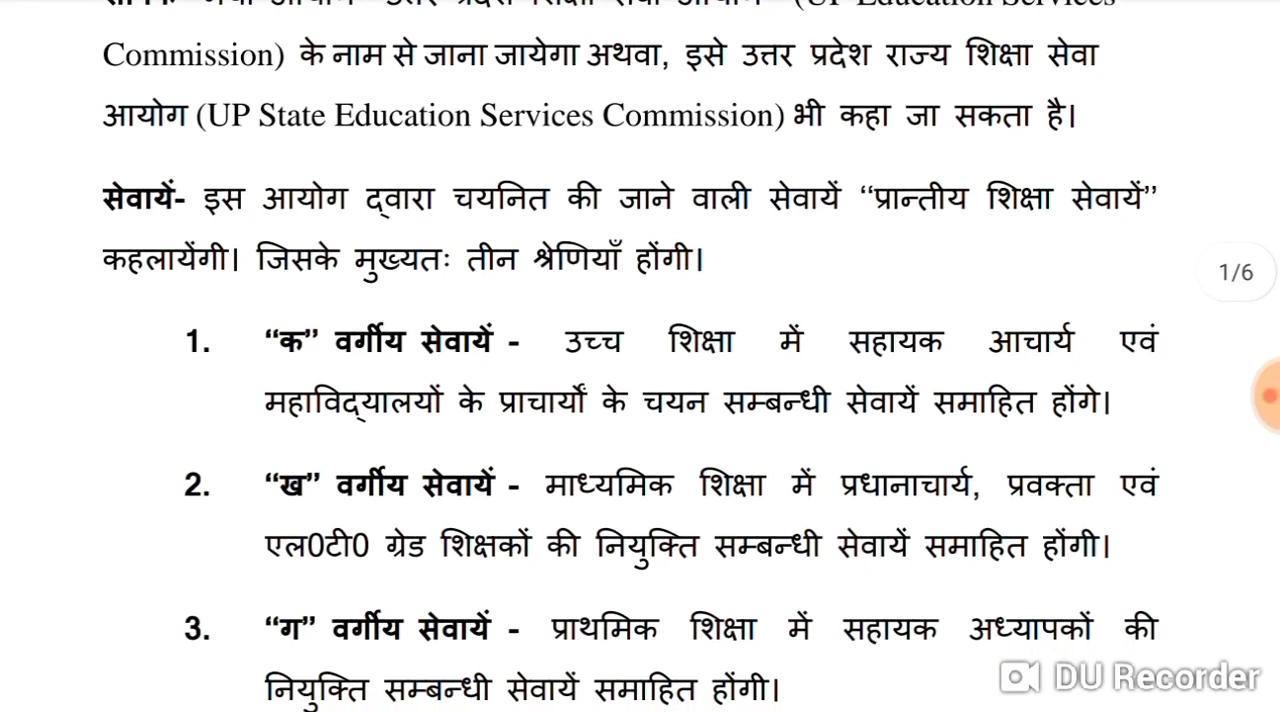 (UP Education Services
Commission) के नाम से जाना जायेगा अथवा, इसे उत्तर प्रदेश राज्य शिक्षा सेवा
आयोग (UP State Education Services Commission) भी कहा जा सकता है।
सेवायें- इस आयोग द्वारा चयनित की जाने वाली सेवायें “प्रान्तीय शिक्षा सेवायें”
कहलायेंगी। जिसके मुख्यतः तीन श्रेणियाँ होंगी।
1/6
1. “क” वर्गीय सेवायें - उच्च शिक्षा में सहायक आचार्य एवं
महाविद्यालयों के प्राचार्यों के चयन सम्बन्धी सेवायें समाहित होंगे।
2. “ख” वर्गीय सेवायें - माध्यमिक शिक्षा में प्रधानाचार्य, प्रवक्ता एवं
एल0टी0 ग्रेड शिक्षकों की नियुक्ति सम्बन्धी सेवायें समाहित होंगी।
3. “ग” वर्गीय सेवायें - प्राथमिक शिक्षा में सहायक अध्यापकों की
नियुक्ति सम्बन्धी सेवायें समाहित होंगी।
DU Recorder